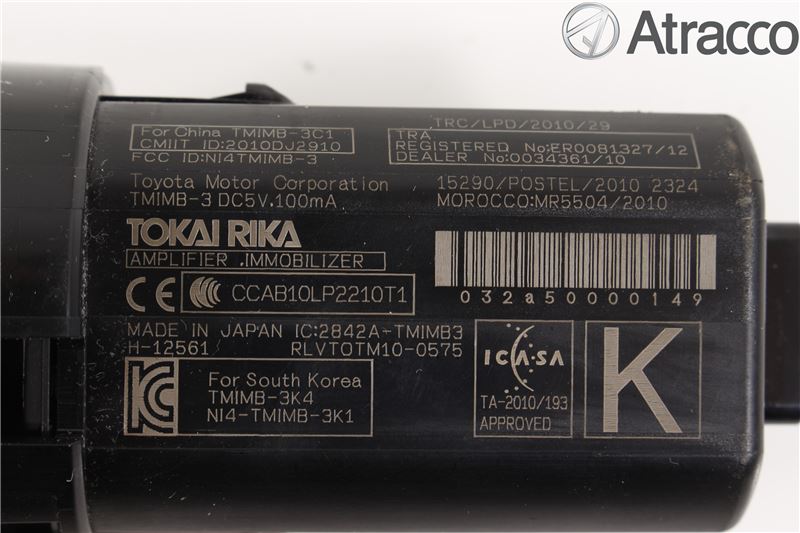 Atracco
For China TMIMB-3C1
CMIIT ID:2010DJ2910
FCC ID:NI4TMIMB-3
Toyota Motor Corporation
TMIMB-3 DC5V,100mA
TOKAI RIKA
AMPLIFIER ,IMMOBILIZER
CE CCC CCAB10LP2210T1
MADE IN JAPAN IC:2842A-TMIMB3
H-12561 RLVTOTM10-0575
KC
For South Korea
TMIMB-3K4
NI4-TMIMB-3K1
TRC/LPD/2010/29
TRA
REGISTERED No:ER0081327/12
DEALER No:0034361/10
15290/POSTEL/2010 2324
MOROCCO:MR5504/2010
032a50000149
ICASA
TA-2010/193
APPROVED
K